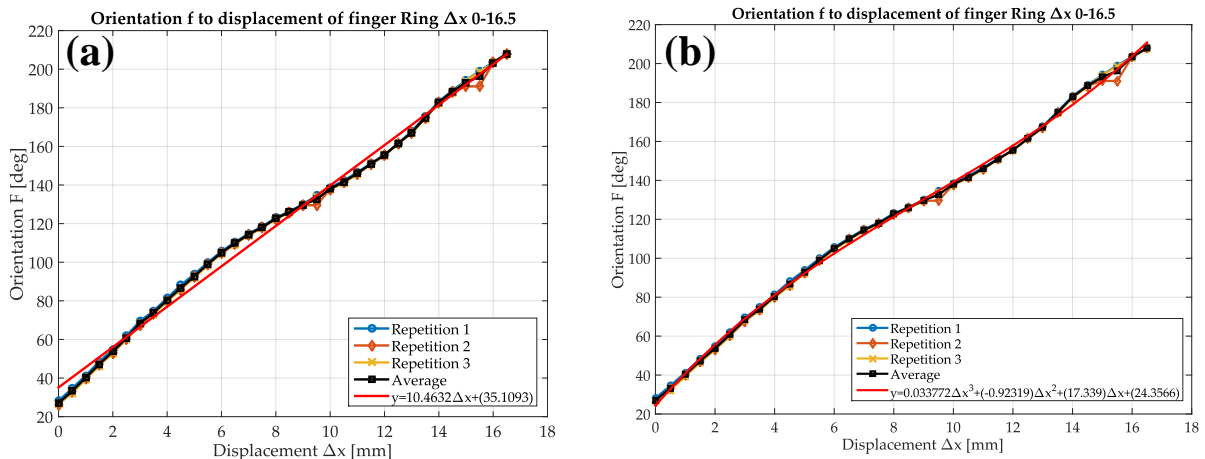 Orientation f to displacement of finger Ring Δx 0-16.5
(a)
220
200
180
160
140
120
100
80
60
40
20
Orientation F [deg]
0 2 4 6 8 10 12 14 16 18
Displacement Δx [mm]
Repetition 1
Repetition 2
Repetition 3
Average
y=10.4632Δx+(35.1093)
Orientation f to displacement of finger Ring Δx 0-16.5
(b)
220
200
180
160
140
120
100
80
60
40
20
Orientation F [deg]
0 2 4 6 8 10 12 14 16 18
Displacement Δx [mm]
Repetition 1
Repetition 2
Repetition 3
Average
y=0.033772Δx³+(-0.92319)Δx²+(17.339)Δx+(24.3566)